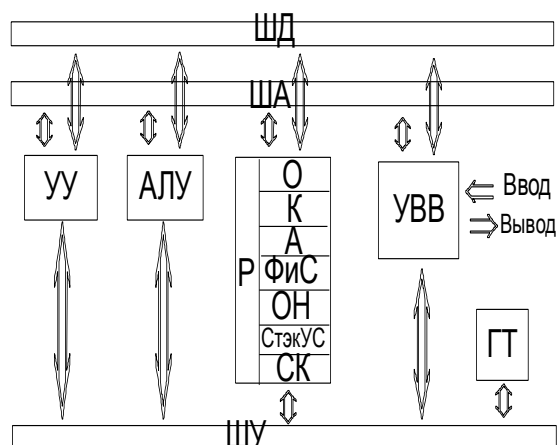 ШД
ША
УУ
АЛУ
Р
О
К
А
ФиС
ОН
СтэкУС
СК
УВВ
Ввод
Вывод
ГТ
ШУ